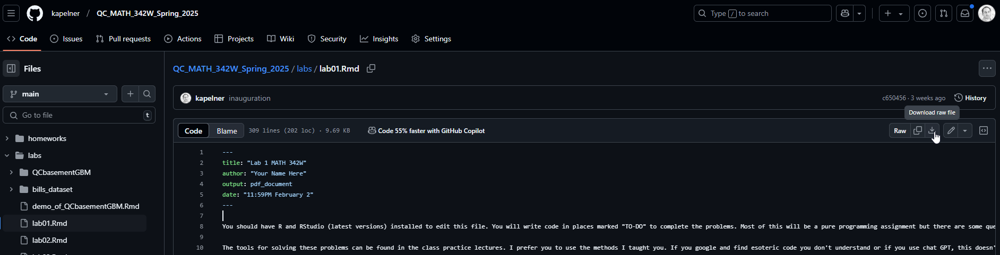 kapelner / QC_MATH_342W_Spring_2025
Type / to search
Code Issues Pull requests Actions Projects Wiki Security Insights Settings
Files
QC_MATH_342W_Spring_2025 / labs / lab01.Rmd
main
kapelner inauguration
c650456 · 3 weeks ago History
Go to file t
Download raw file
Code Blame 309 lines (202 loc) · 9.69 KB Code 55% faster with GitHub Copilot Raw
homeworks
labs
QCbasementGBM
bills_dataset
demo_of_QCbasementGBM.Rmd
lab01.Rmd
lab02.Rmd
1 ---
2 title: "Lab 1 MATH 342W"
3 author: "Your Name Here"
4 output: pdf_document
5 date: "11:59PM February 2"
6 ---
7
8 You should have R and RStudio (latest versions) installed to edit this file. You will write code in places marked "TO-DO" to complete the problems. Most of this will be a pure programming assignment but there are some que
9
10 The tools for solving these problems can be found in the class practice lectures. I prefer you to use the methods I taught you. If you google and find esoteric code you don't understand or if you use chat GPT, this doesn'